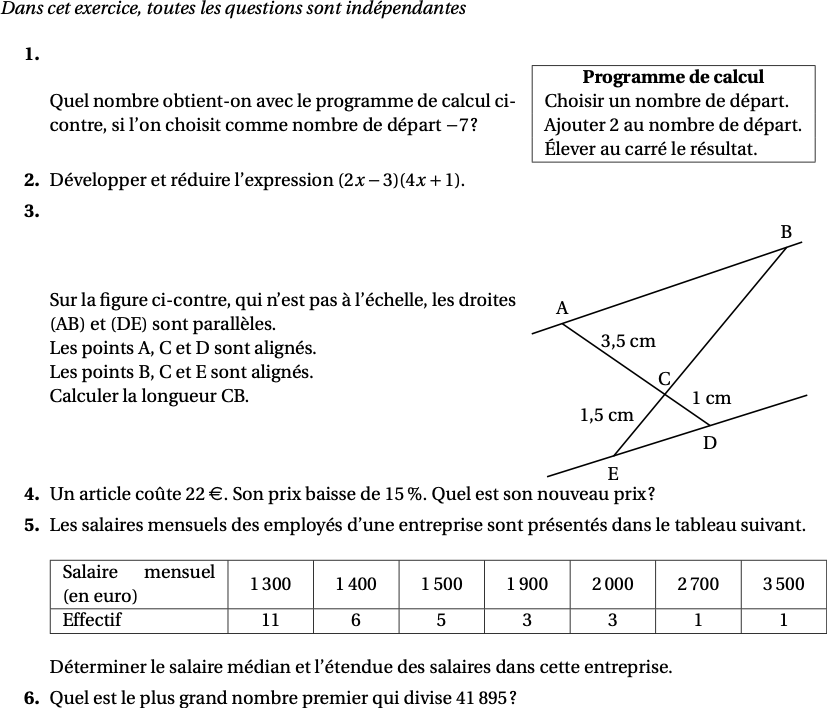 Dans cet exercice, toutes les questions sont indépendantes
1.
Quel nombre obtient-on avec le programme de calcul ci-
contre, si l'on choisit comme nombre de départ −7?
Programme de calcul
Choisir un nombre de départ.
Ajouter 2 au nombre de départ.
Élever au carré le résultat.
2. Développer et réduire l'expression (2x − 3)(4x + 1).
3.
Sur la figure ci-contre, qui n'est pas à l'échelle, les droites
(AB) et (DE) sont parallèles.
Les points A, C et D sont alignés.
Les points B, C et E sont alignés.
Calculer la longueur CB.
B
A
3,5 cm
C
1 cm
1,5 cm
D
E
4. Un article coûte 22 €. Son prix baisse de 15 %. Quel est son nouveau prix?
5. Les salaires mensuels des employés d'une entreprise sont présentés dans le tableau suivant.
Salaire mensuel
(en euro)
1 300 1 400 1 500 1 900 2 000 2 700 3 500
Effectif 11 6 5 3 3 1 1
Déterminer le salaire médian et l'étendue des salaires dans cette entreprise.
6. Quel est le plus grand nombre premier qui divise 41 895?